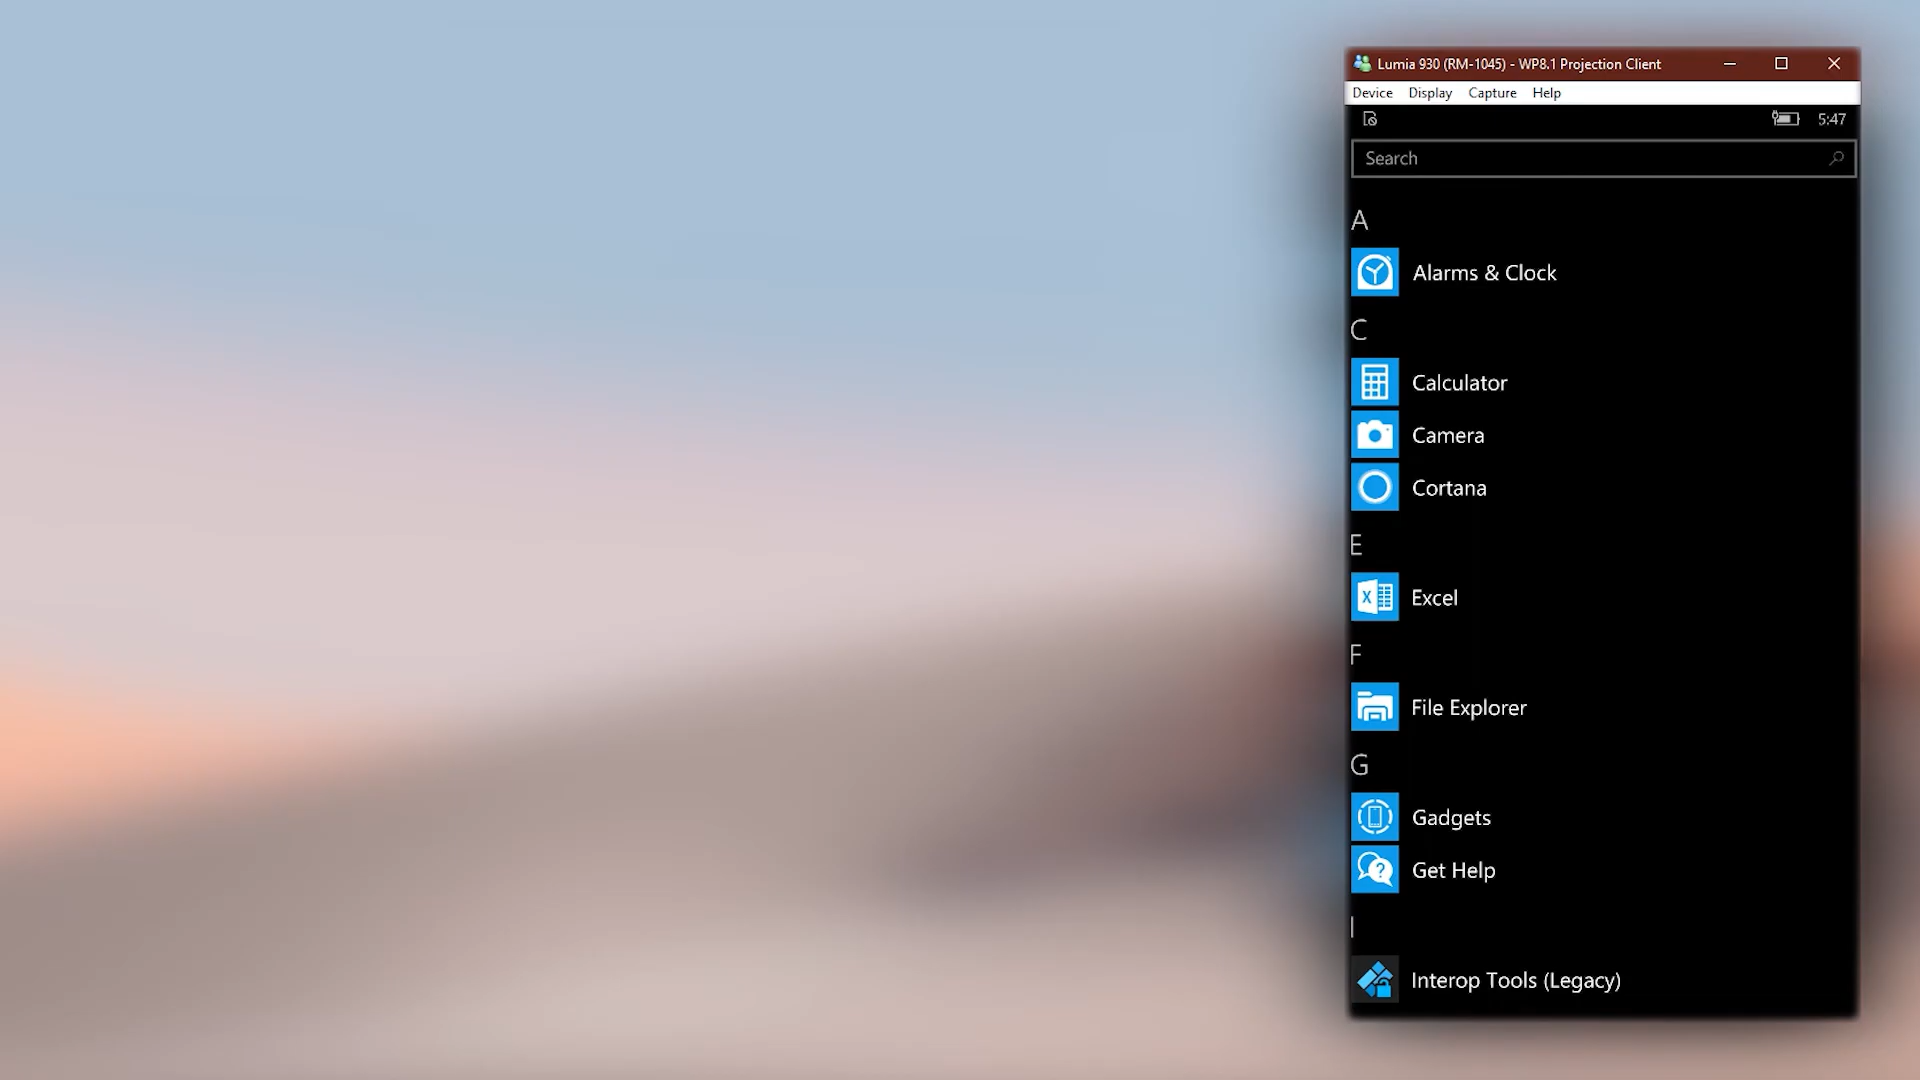 Lumia 930 (RM-1045) - WP8.1 Projection Client
Device Display Capture Help
5:47
Search
A
Alarms & Clock
C
Calculator
Camera
Cortana
E
Excel
F
File Explorer
G
Gadgets
Get Help
I
Interop Tools (Legacy)